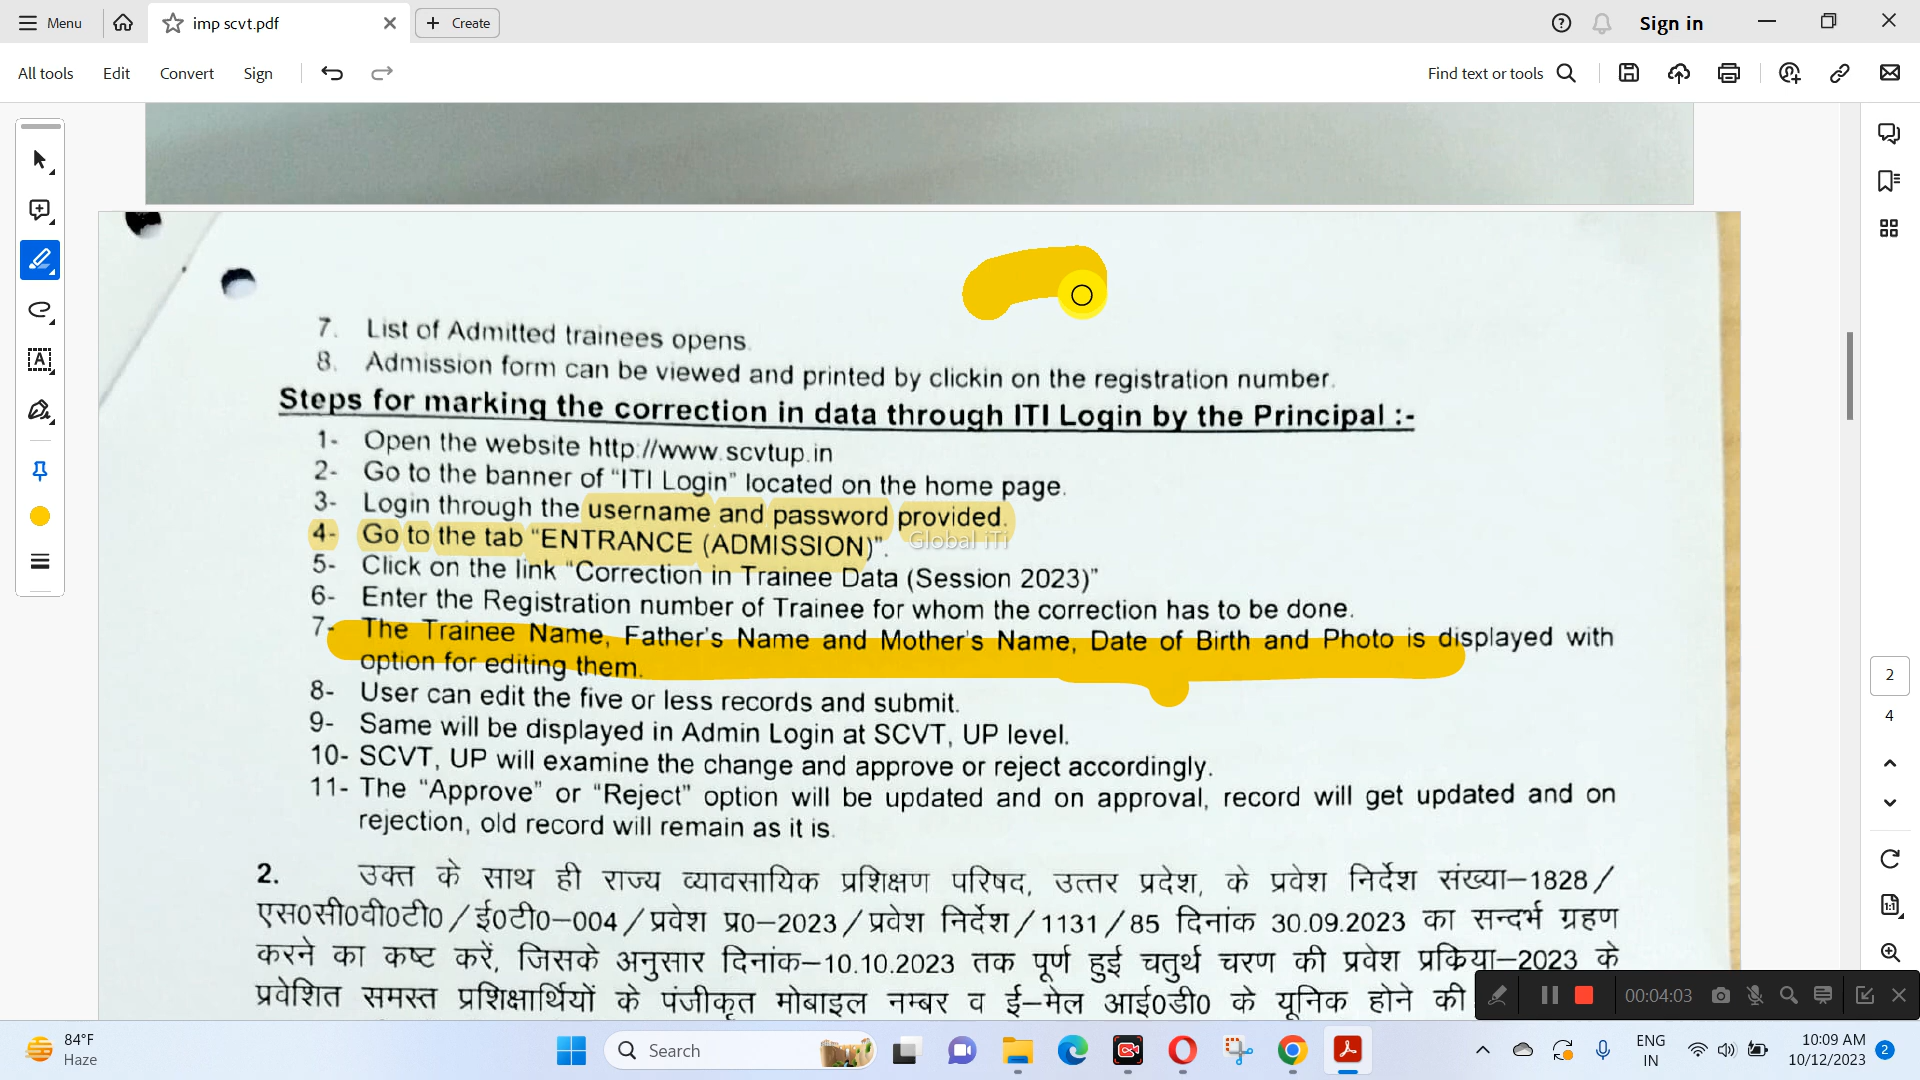 Menu
imp scvt.pdf
Create
Sign in
All tools
Edit
Convert
Sign
Find text or tools
7. List of Admitted trainees opens.
8. Admission form can be viewed and printed by clickin on the registration number.
Steps for marking the correction in data through ITI Login by the Principal :-
1- Open the website http://www.scvtup.in
2- Go to the banner of "ITI Login" located on the home page.
3- Login through the username and password provided.
4- Go to the tab "ENTRANCE (ADMISSION)".
Global iTi
5- Click on the link "Correction in Trainee Data (Session 2023)"
6- Enter the Registration number of Trainee for whom the correction has to be done.
7- The Trainee Name, Father's Name and Mother's Name, Date of Birth and Photo is displayed with
option for editing them.
8- User can edit the five or less records and submit.
9- Same will be displayed in Admin Login at SCVT, UP level.
10- SCVT, UP will examine the change and approve or reject accordingly.
11- The "Approve" or "Reject" option will be updated and on approval, record will get updated and on
rejection, old record will remain as it is.
2. उक्त के साथ ही राज्य व्यावसायिक प्रशिक्षण परिषद, उत्तर प्रदेश, के प्रवेश निर्देश संख्या–1828/
एस0सी0वी0टी0/ई0टी0–004/प्रवेश प्र0–2023/प्रवेश निर्देश/1131/85 दिनांक 30.09.2023 का सन्दर्भ ग्रहण
करने का कष्ट करें, जिसके अनुसार दिनांक–10.10.2023 तक पूर्ण हुई चतुर्थ चरण की प्रवेश प्रकिया–2023 के
प्रवेशित समस्त प्रशिक्षार्थियों के पंजीकृत मोबाइल नम्बर व ई–मेल आई0डी0 के यूनिक होने की
2
4
00:04:03
84°F
Haze
Search
ENG
IN
10:09 AM
10/12/2023
2